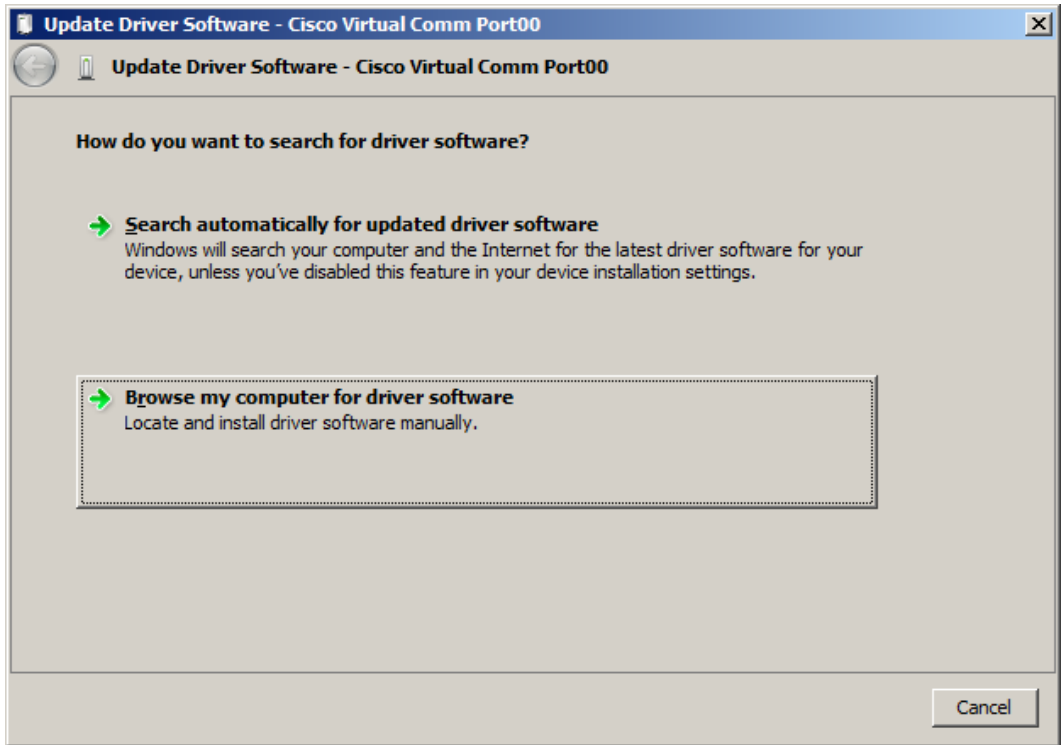 Update Driver Software - Cisco Virtual Comm Port00
Update Driver Software - Cisco Virtual Comm Port00
How do you want to search for driver software?
Search automatically for updated driver software
Windows will search your computer and the Internet for the latest driver software for your
device, unless you've disabled this feature in your device installation settings.
Browse my computer for driver software
Locate and install driver software manually.
Cancel